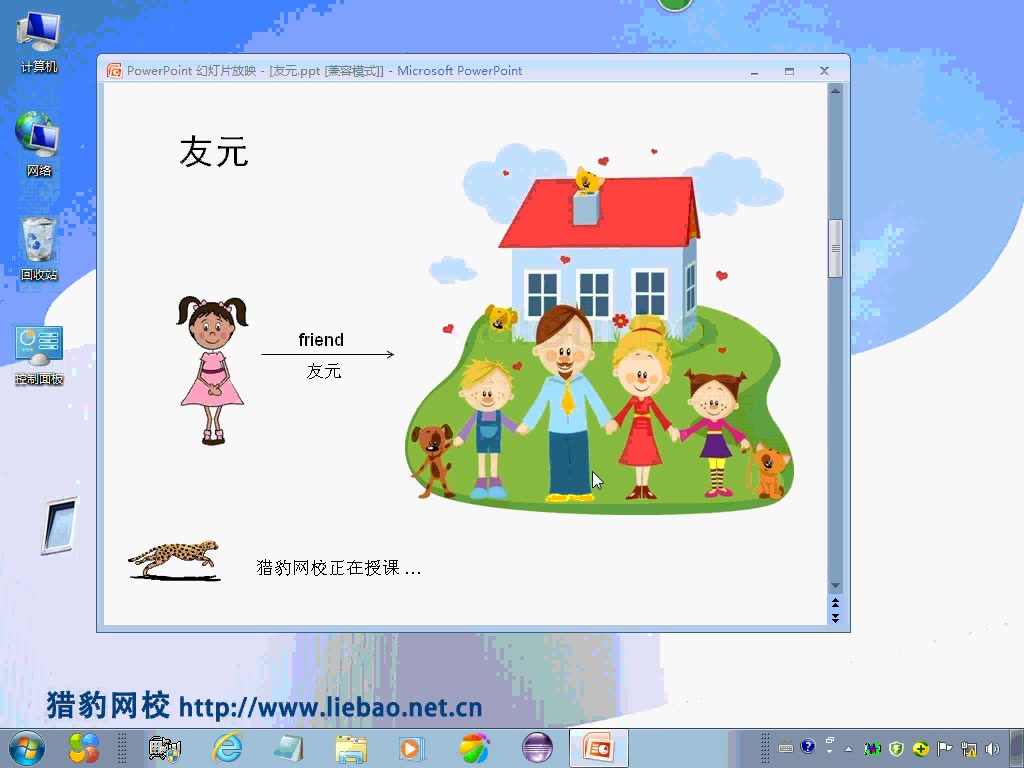 计算机
网络
回收站
控制面板
PowerPoint 幻灯片放映 - [友元.ppt [兼容模式]] - Microsoft PowerPoint
友元
friend
友元
猎豹网校正在授课 ...
猎豹网校 http://www.liebao.net.cn